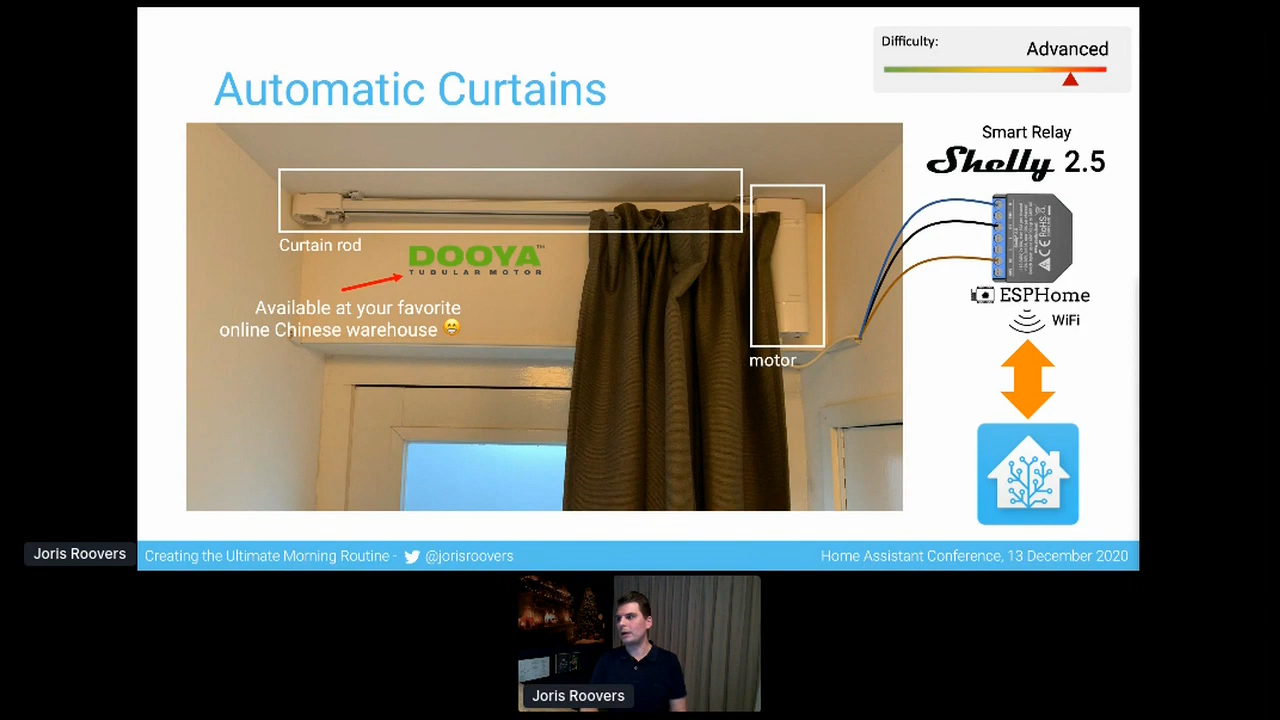 Difficulty:
Advanced
Automatic Curtains
Smart Relay
Shelly 2.5
Curtain rod
DOOYA™
TUBULAR MOTOR
Available at your favorite
online Chinese warehouse 😁
motor
ESPHome
WiFi
Joris Roovers
Creating the Ultimate Morning Routine - @jorisroovers
Home Assistant Conference, 13 December 2020
Joris Roovers